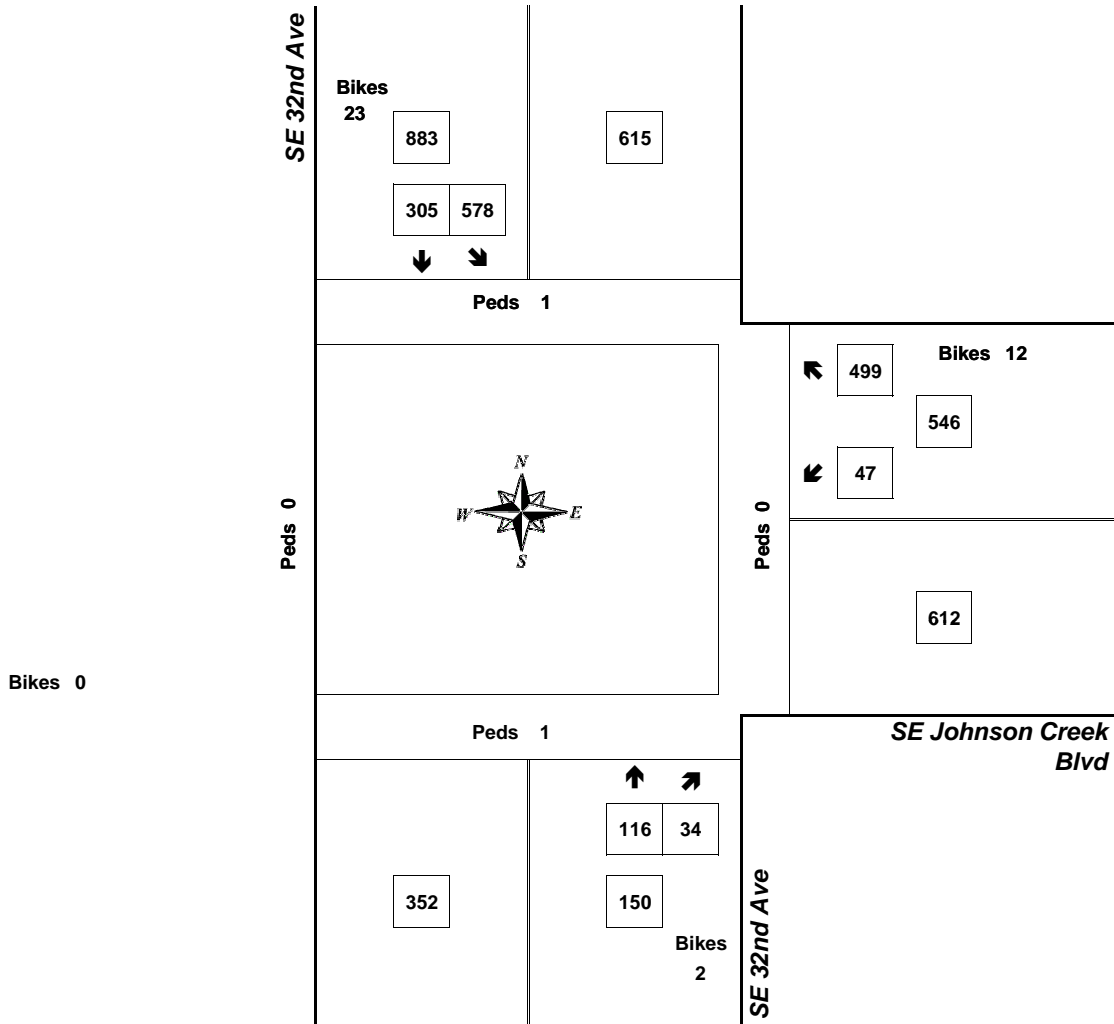 SE 32nd Ave
Bikes
23
883
615
305 578
Peds 1
Bikes 12
499
546
47
N
W E
S
Peds 0
Peds 0
612
Bikes 0
Peds 1
SE Johnson Creek
Blvd
116 34
352
150
Bikes
2
SE 32nd Ave